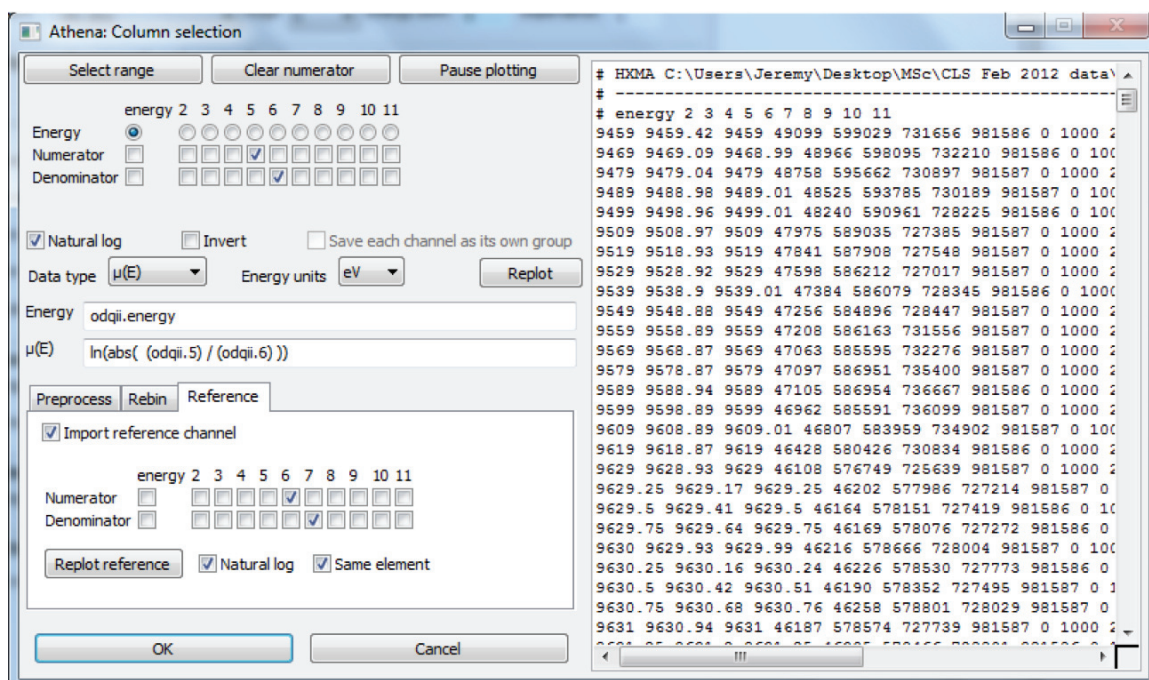 Athena: Column selection
Select range Clear numerator Pause plotting
energy 2 3 4 5 6 7 8 9 10 11
Energy
Numerator
Denominator
Natural log Invert Save each channel as its own group
Data type μ(E) Energy units eV Replot
Energy odqii.energy
μ(E) ln(abs( (odqii.5) / (odqii.6) ))
Preprocess Rebin Reference
Import reference channel
energy 2 3 4 5 6 7 8 9 10 11
Numerator
Denominator
Replot reference Natural log Same element
OK Cancel
# HXMA C:\Users\Jeremy\Desktop\MSc\CLS Feb 2012 data\
# ------------------------------------------------
# energy 2 3 4 5 6 7 8 9 10 11
9459 9459.42 9459 49099 599029 731656 981586 0 1000 2
9469 9469.09 9468.99 48966 598095 732210 981586 0 100
9479 9479.04 9479 48758 595662 730897 981587 0 1000 2
9489 9488.98 9489.01 48525 593785 730189 981587 0 100
9499 9498.96 9499.01 48240 590961 728225 981586 0 100
9509 9508.97 9509 47975 589035 727385 981587 0 1000 2
9519 9518.93 9519 47841 587908 727548 981586 0 1000 2
9529 9528.92 9529 47598 586212 727017 981586 0 1000 2
9539 9538.9 9539.01 47384 586079 728345 981586 0 1000
9549 9548.88 9549 47256 584896 728447 981587 0 1000 2
9559 9558.89 9559 47208 586163 731556 981587 0 1000 2
9569 9568.87 9569 47063 585595 732276 981587 0 1000 2
9579 9578.87 9579 47097 586951 735400 981587 0 1000 2
9589 9588.94 9589 47105 586954 736667 981586 0 1000 2
9599 9598.89 9599 46962 585591 736099 981587 0 1000 2
9609 9608.89 9609.01 46807 583959 734902 981587 0 100
9619 9618.87 9619 46428 580426 730834 981586 0 1000 2
9629 9628.93 9629 46108 576749 725639 981587 0 1000 2
9629.25 9629.17 9629.25 46202 577986 727214 981587 0
9629.5 9629.41 9629.5 46164 578151 727419 981586 0 10
9629.75 9629.64 9629.75 46169 578076 727272 981586 0
9630 9629.93 9629.99 46216 578666 728004 981587 0 100
9630.25 9630.16 9630.24 46226 578530 727773 981586 0
9630.5 9630.42 9630.51 46190 578352 727495 981587 0 1
9630.75 9630.68 9630.76 46258 578801 728029 981587 0
9631 9630.94 9631 46187 578574 727739 981587 0 1000 2